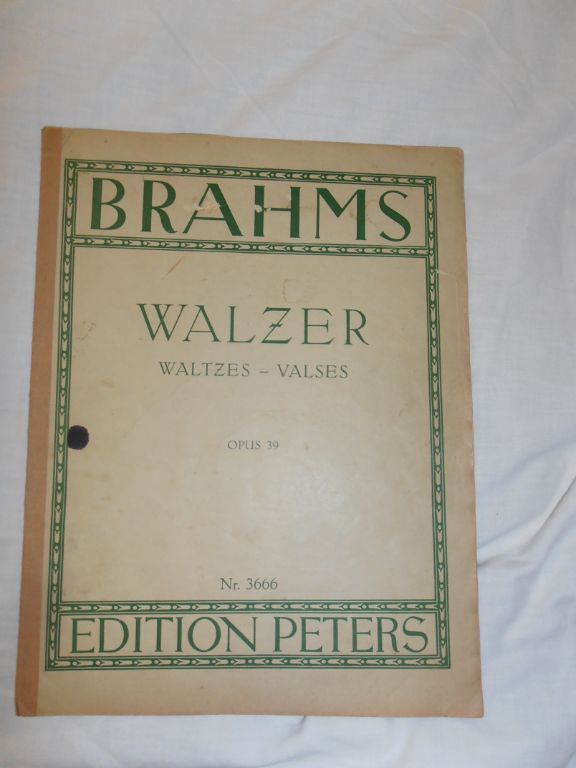 BRAHMS
WALZER
WALTZES – VALSES
OPUS 39
Nr. 3666
EDITION PETERS